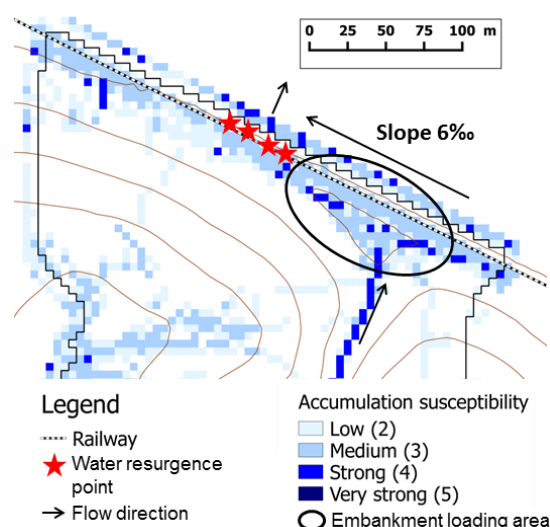 0 25 50 75 100 m
Slope 6‰
Legend
Railway
Water resurgence
point
Flow direction
Accumulation susceptibility
Low (2)
Medium (3)
Strong (4)
Very strong (5)
Embankment loading area